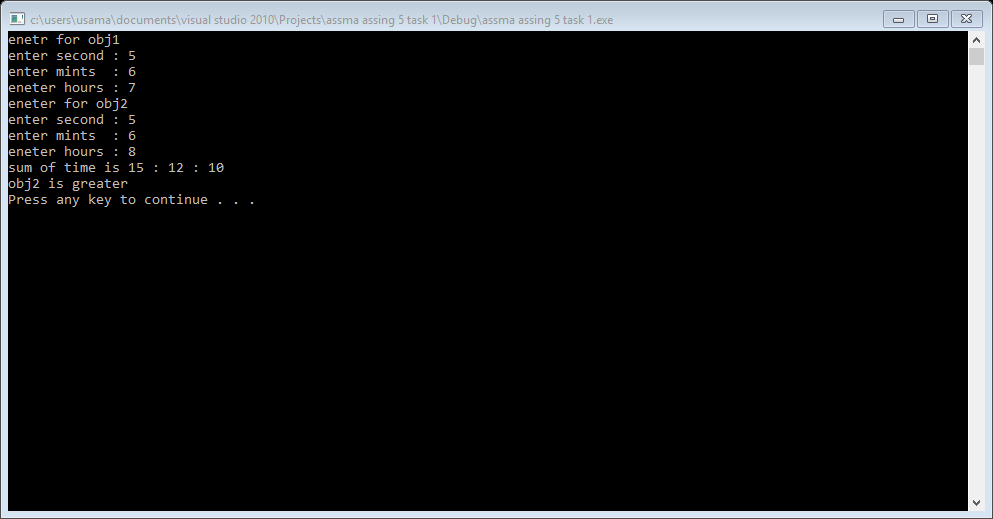 c:\users\usama\documents\visual studio 2010\Projects\assma assing 5 task 1\Debug\assma assing 5 task 1.exe
enetr for obj1
enter second : 5
enter mints  : 6
eneter hours : 7
eneter for obj2
enter second : 5
enter mints  : 6
eneter hours : 8
sum of time is 15 : 12 : 10
obj2 is greater
Press any key to continue . . .